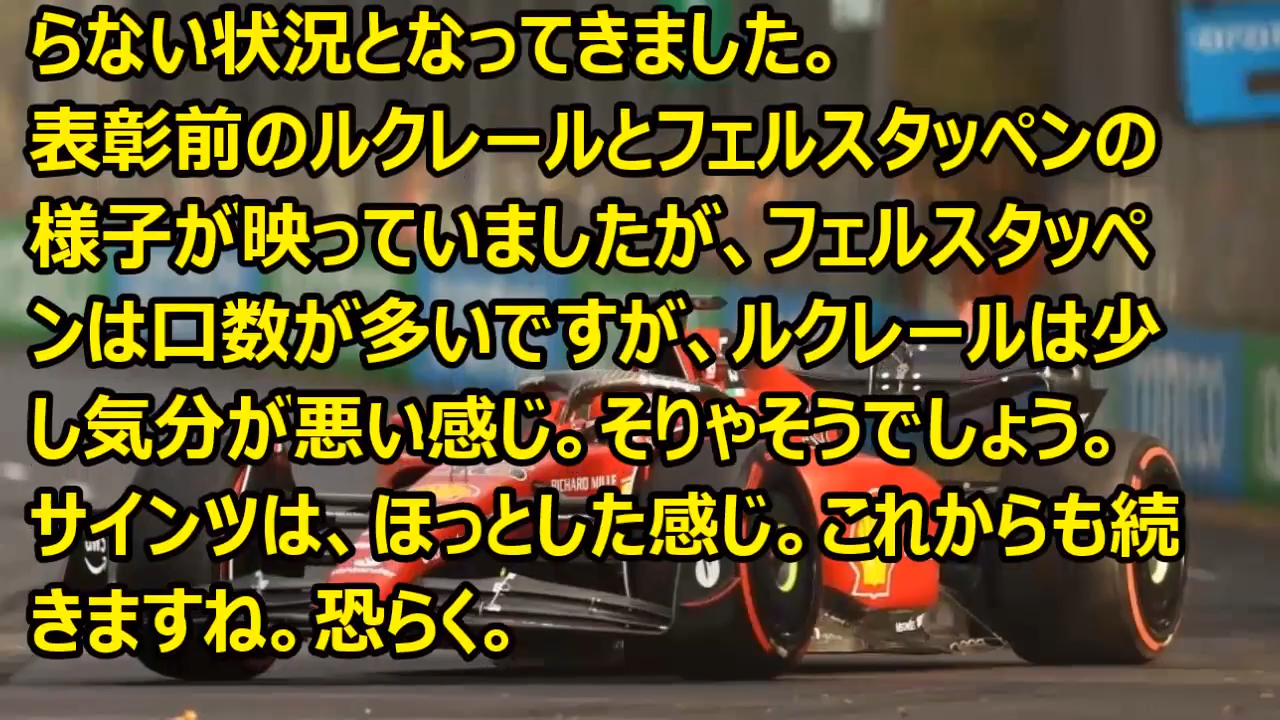 らない状況となってきました。
表彰前のルクレールとフェルスタッペンの
様子が映っていましたが、フェルスタッペ
ンは口数が多いですが、ルクレールは少
し気分が悪い感じ。そりゃそうでしょう。
サインツは、ほっとした感じ。これからも続
きますね。恐らく。
RICHARD MILLE